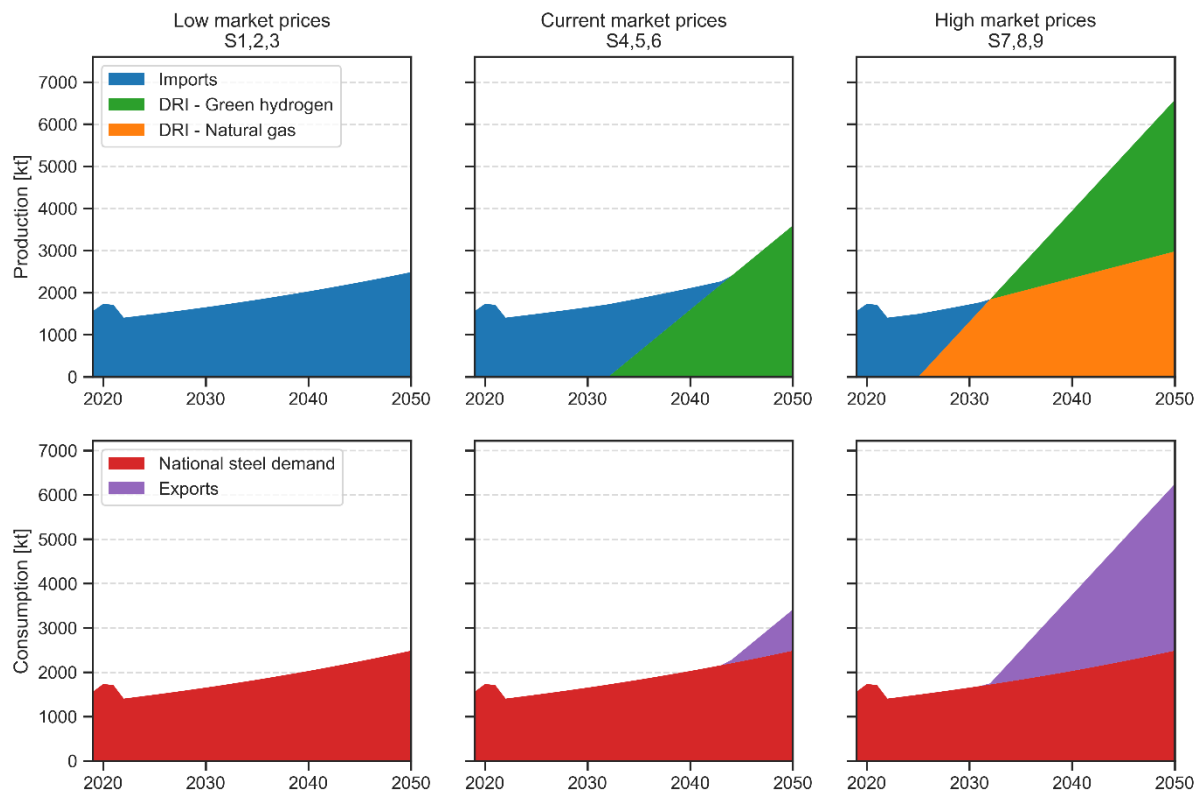 Low market prices
S1,2,3
Current market prices
S4,5,6
High market prices
S7,8,9
Production [kt]
7000
6000
5000
4000
3000
2000
1000
0
Imports
DRI - Green hydrogen
DRI - Natural gas
2020 2030 2040 2050
2020 2030 2040 2050
2020 2030 2040 2050
Consumption [kt]
7000
6000
5000
4000
3000
2000
1000
0
National steel demand
Exports
2020 2030 2040 2050
2020 2030 2040 2050
2020 2030 2040 2050